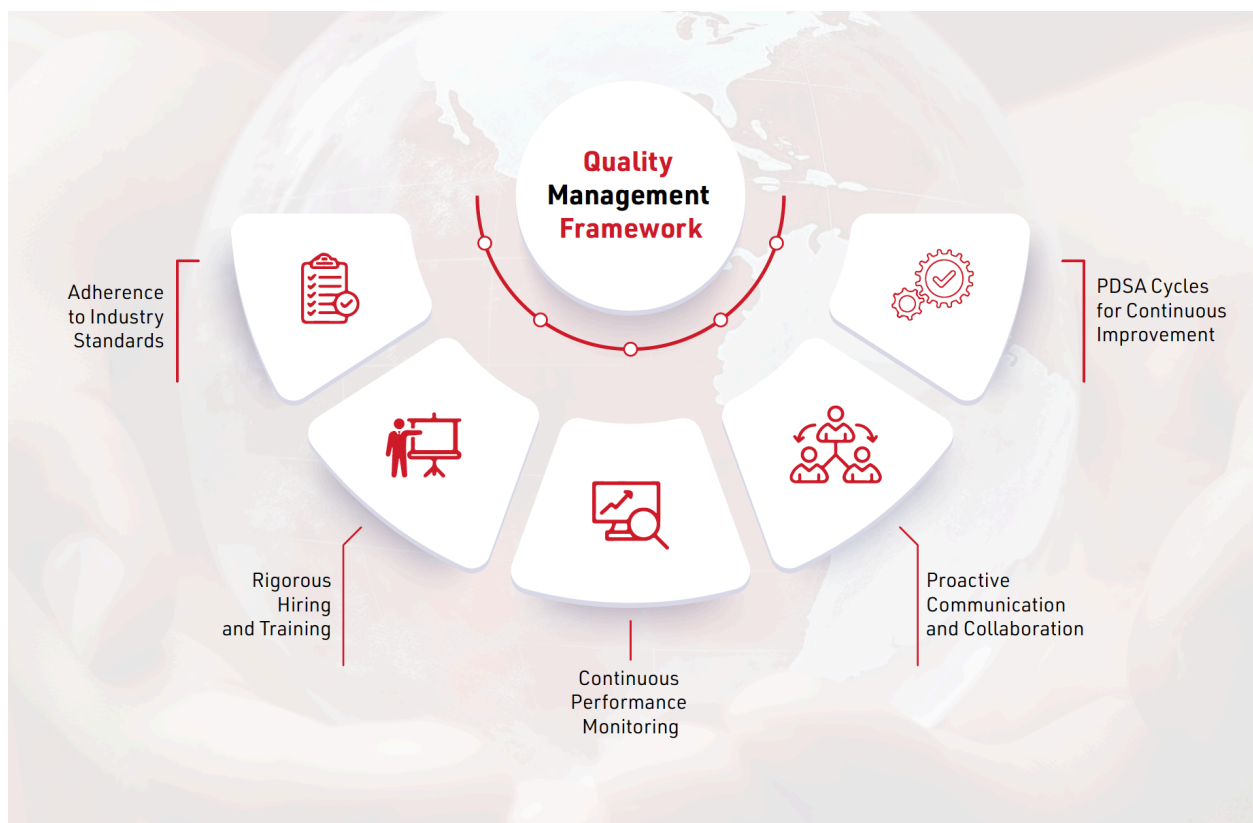 Quality
Management
Framework
Adherence
to Industry
Standards
Rigorous
Hiring
and Training
Continuous
Performance
Monitoring
Proactive
Communication
and Collaboration
PDSA Cycles
for Continuous
Improvement